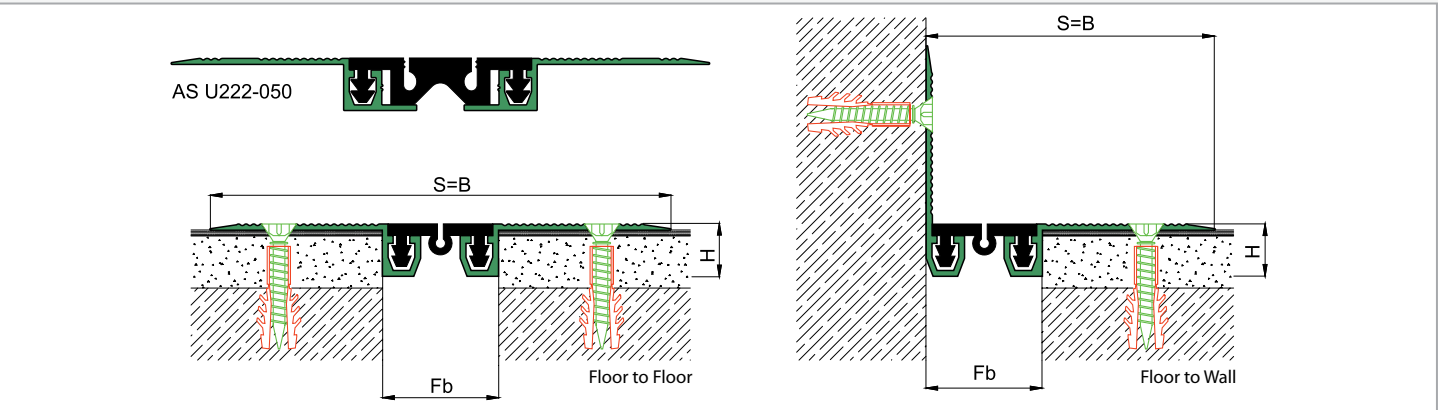 AS U222-050
S=B
H
Fb
Floor to Floor
S=B
H
Fb
Floor to Wall